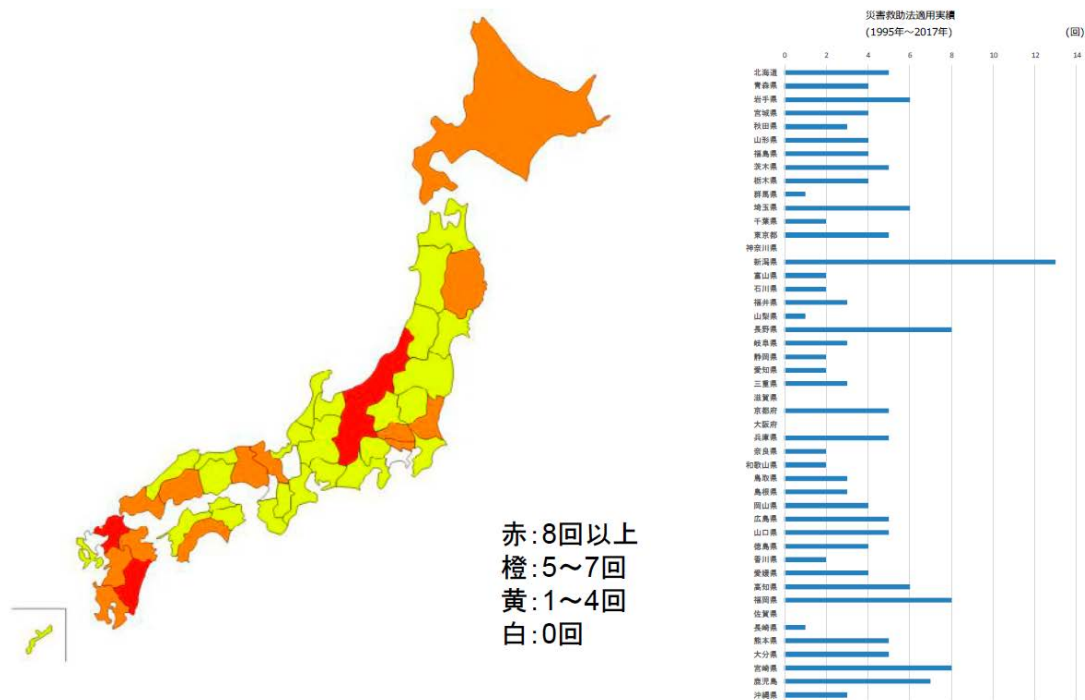 赤:8回以上
橙:5~7回
黄:1~4回
白:0回
災害救助法適用実績
(1995年~2017年)
(回)
0 2 4 6 8 10 12 14
北海道
青森県
岩手県
宮城県
秋田県
山形県
福島県
茨木県
栃木県
群馬県
埼玉県
千葉県
東京都
神奈川県
新潟県
富山県
石川県
福井県
山梨県
長野県
岐阜県
静岡県
愛知県
三重県
滋賀県
京都府
大阪府
兵庫県
奈良県
和歌山県
鳥取県
島根県
岡山県
広島県
山口県
徳島県
香川県
愛媛県
高知県
福岡県
佐賀県
長崎県
熊本県
大分県
宮崎県
鹿児島
沖縄県